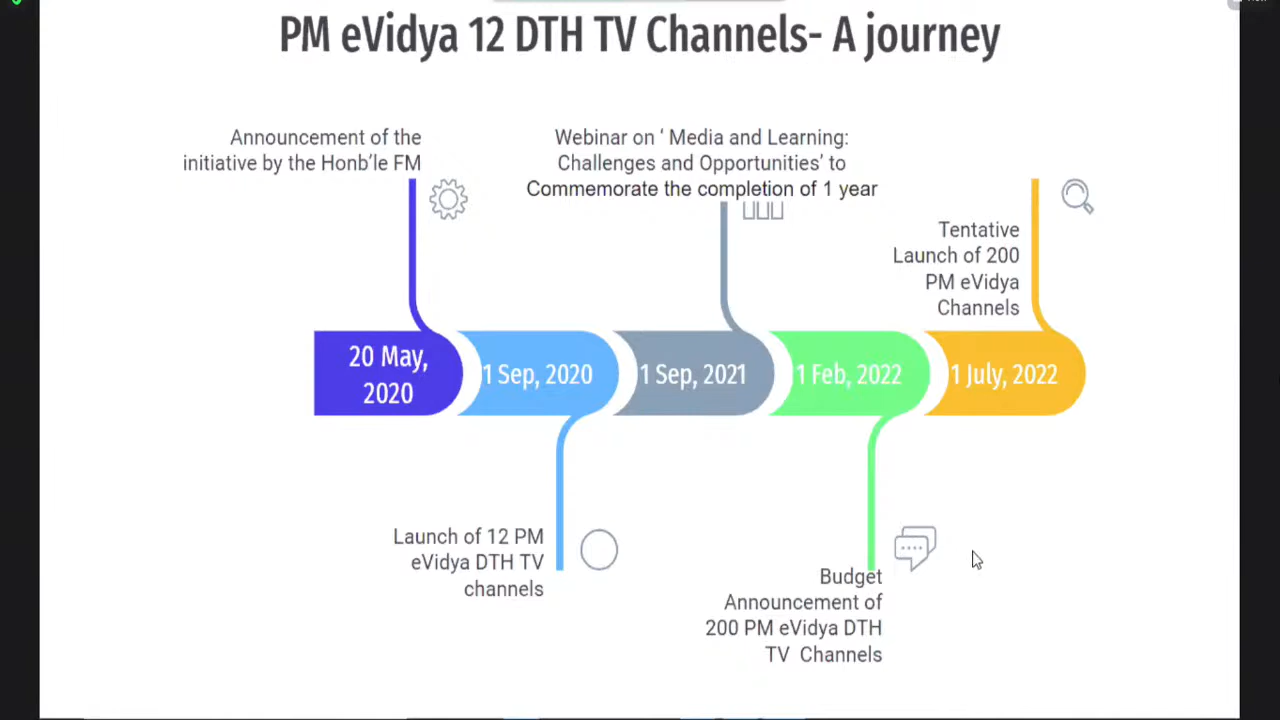 PM eVidya 12 DTH TV Channels- A journey
Announcement of the
initiative by the Honb'le FM
Webinar on ‘ Media and Learning:
Challenges and Opportunities’ to
Commemorate the completion of 1 year
Tentative
Launch of 200
PM eVidya
Channels
20 May,
2020
1 Sep, 2020
1 Sep, 2021
1 Feb, 2022
1 July, 2022
Launch of 12 PM
eVidya DTH TV
channels
Budget
Announcement of
200 PM eVidya DTH
TV Channels